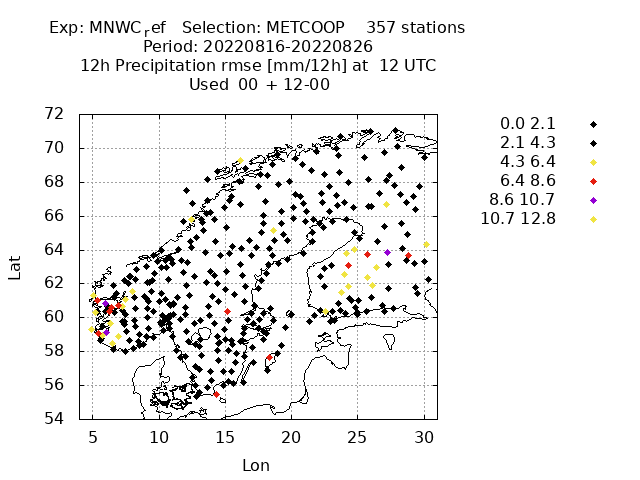 Exp: MNWCref Selection: METCOOP 357 stations
Period: 20220816-20220826
12h Precipitation rmse [mm/12h] at 12 UTC
Used 00 + 12-00
0.0 2.1
2.1 4.3
4.3 6.4
6.4 8.6
8.6 10.7
10.7 12.8
72
70
68
66
64
62
60
58
56
54
Lat
5 10 15 20 25 30
Lon